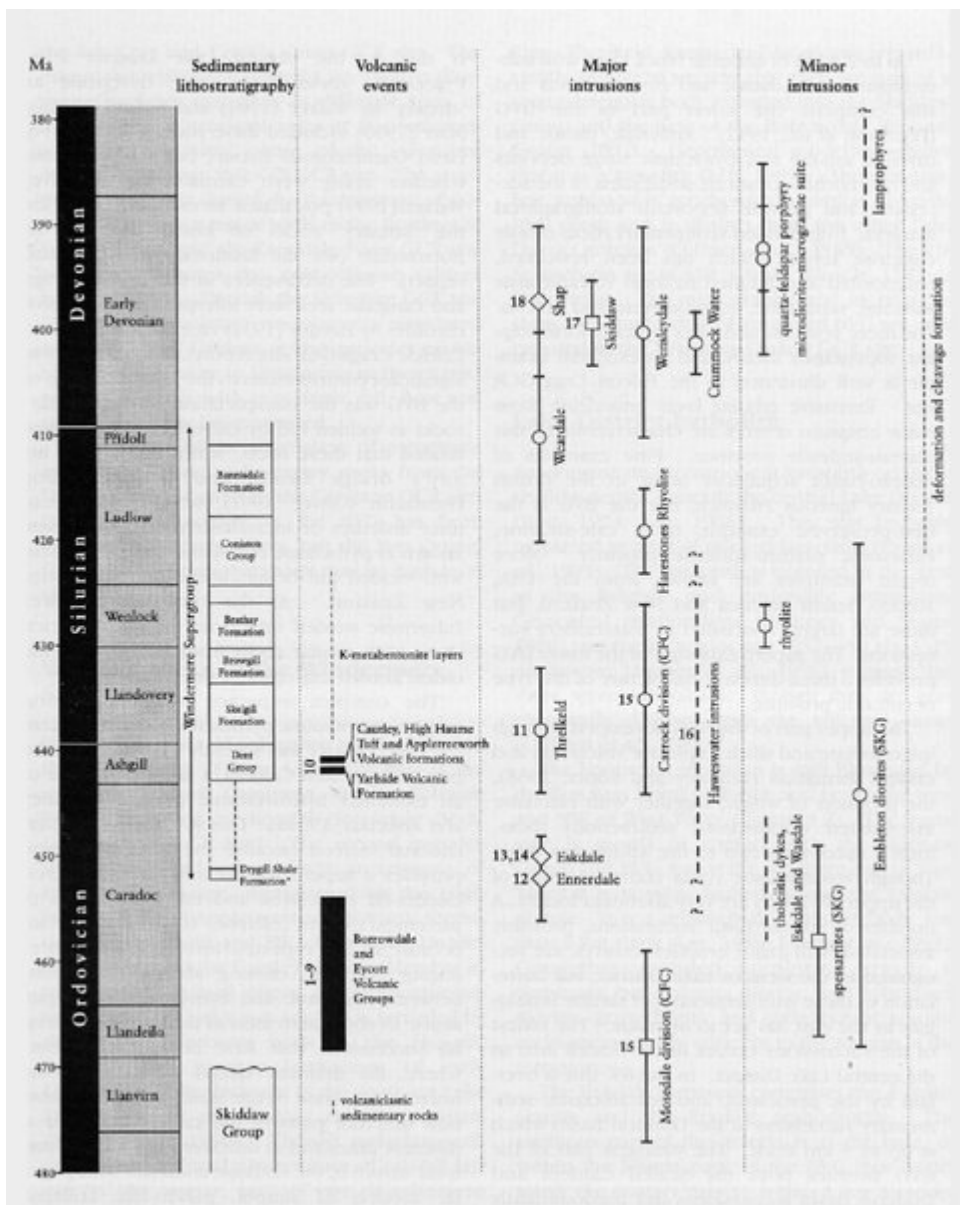 Ma
Sedimentary
lithostratigraphy
Volcanic
events
Major
intrusions
Minor
intrusions
380
390
400
410
420
430
440
450
460
470
480
Devonian
Silurian
Ordovician
Early
Devonian
Přídolí
Ludlow
Wenlock
Llandovery
Ashgill
Caradoc
Llandeilo
Llanvirn
Windermere Supergroup
Bannisdale
Formation
Coniston
Group
Brathay
Formation
Browgill
Formation
Skelgill
Formation
Dent
Group
Drygill Shale
Formation*
Skiddaw
Group
K-metabentonite layers
10
Cautley, High Haume
Tuff and Appletreeworth
Volcanic formations
Yarlside Volcanic
Formation
1–9
Borrowdale
and
Eycott
Volcanic
Groups
volcaniclastic
sedimentary rocks
18
Shap
17
Skiddaw
Wensleydale
Crummock Water
Weardale
Harestones Rhyolite
?
?
11
Threlkeld
15
Carrock division (CFC)
16
Haweswater intrusions
?
?
13,14
Eskdale
12
Ennerdale
15
Mosedale division (CFC)
?
lamprophyres
quartz–feldspar porphyry
microdiorite–microgranite suite
deformation and cleavage formation
rhyolite
Embleton diorites (SKG)
tholeiitic dykes,
Eskdale and Wasdale
spessartites (SKG)